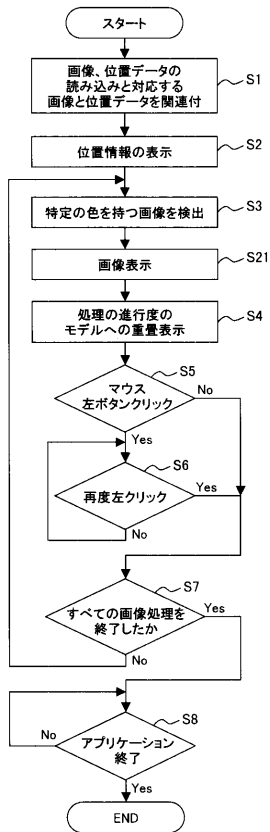 スタート
画像、位置データの
読み込みと対応する
画像と位置データを関連付
S1
位置情報の表示
S2
特定の色を持つ画像を検出
S3
画像表示
S21
処理の進行度の
モデルへの重畳表示
S4
S5
マウス
左ボタンクリック
No
Yes
S6
再度左クリック
Yes
No
S7
すべての画像処理を
終了したか
Yes
No
S8
アプリケーション
終了
No
Yes
END